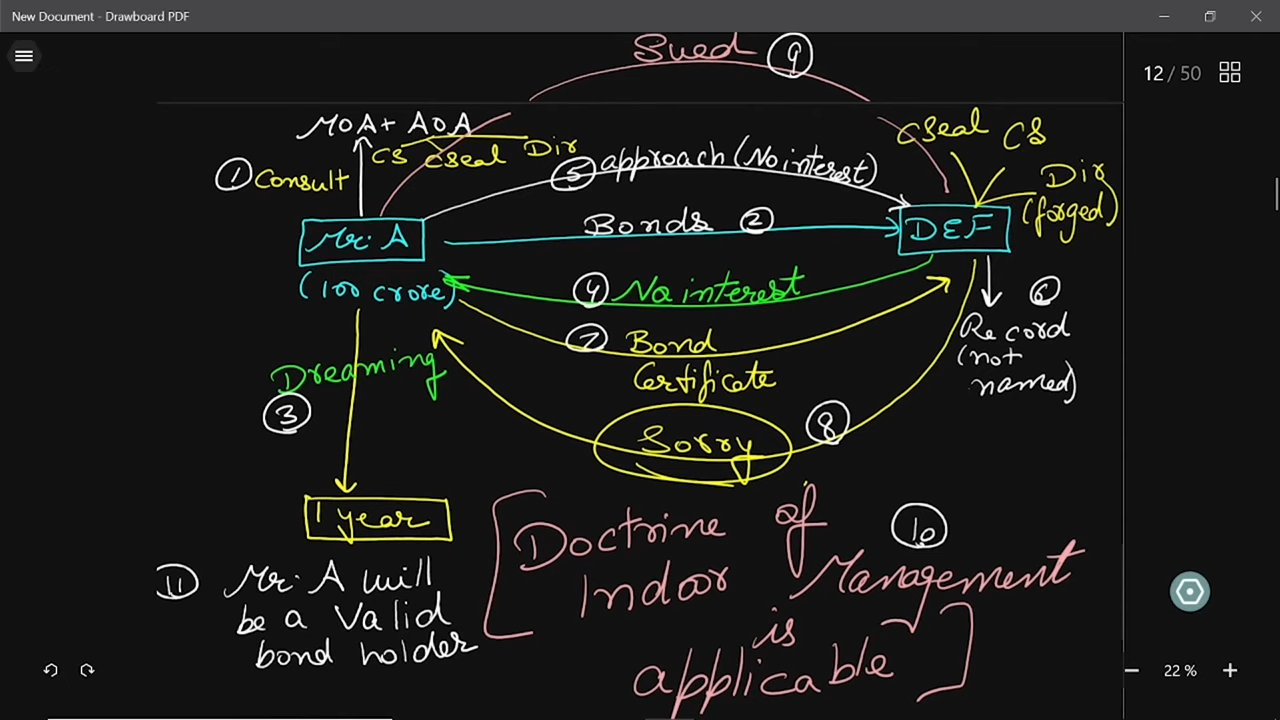 New Document - Drawboard PDF
12 / 50
Sued 9
MOA + AOA
CS CSeal Dir
1 Consult
5 approach (No interest)
CSeal CS
Dir
(forged)
Mr. A
Bonds 2
DEF
(100 crore)
4 No interest
6
Record
(not
named)
7 Bond
Certificate
Dreaming
3
Sorry 8
1 year
Doctrine of
Indoor Management
10
is
applicable
11 Mr. A will
be a Valid
bond holder
22 %